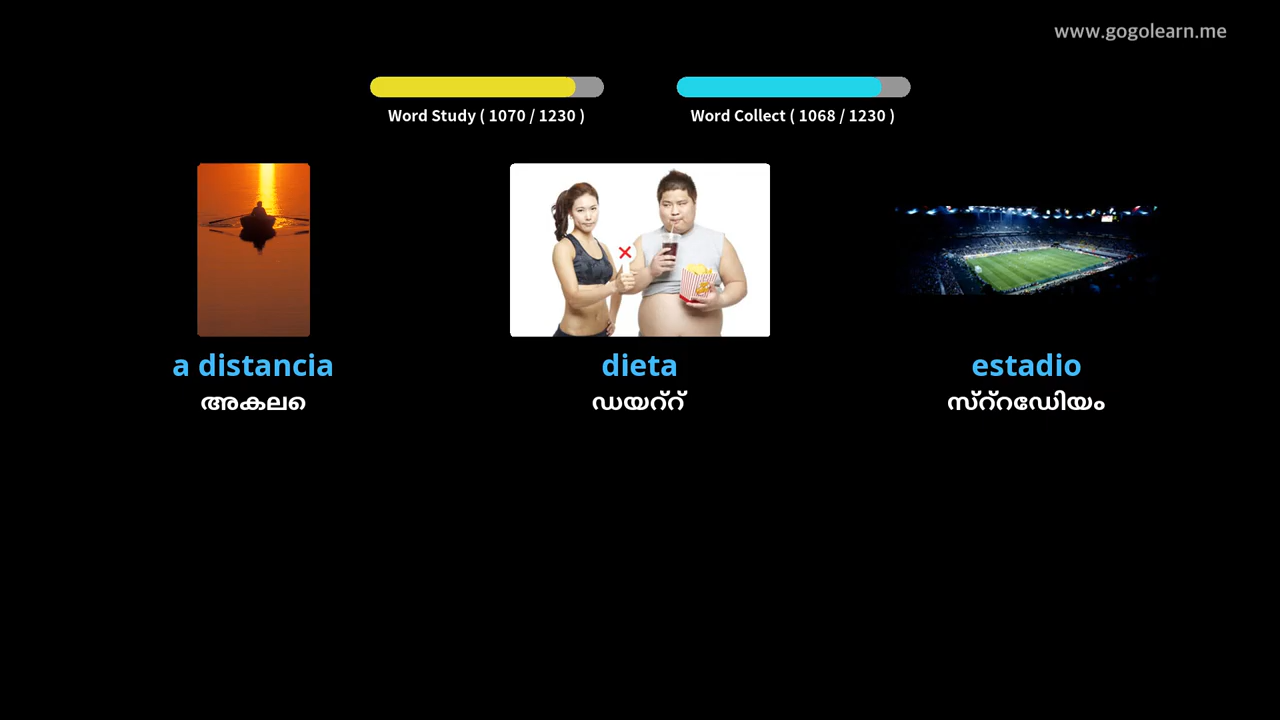 www.gogolearn.me
Word Study ( 1070 / 1230 )
Word Collect ( 1068 / 1230 )
a distancia
dieta
estadio
അകലെ
ഡയറ്റ്
സ്റ്റേഡിയം